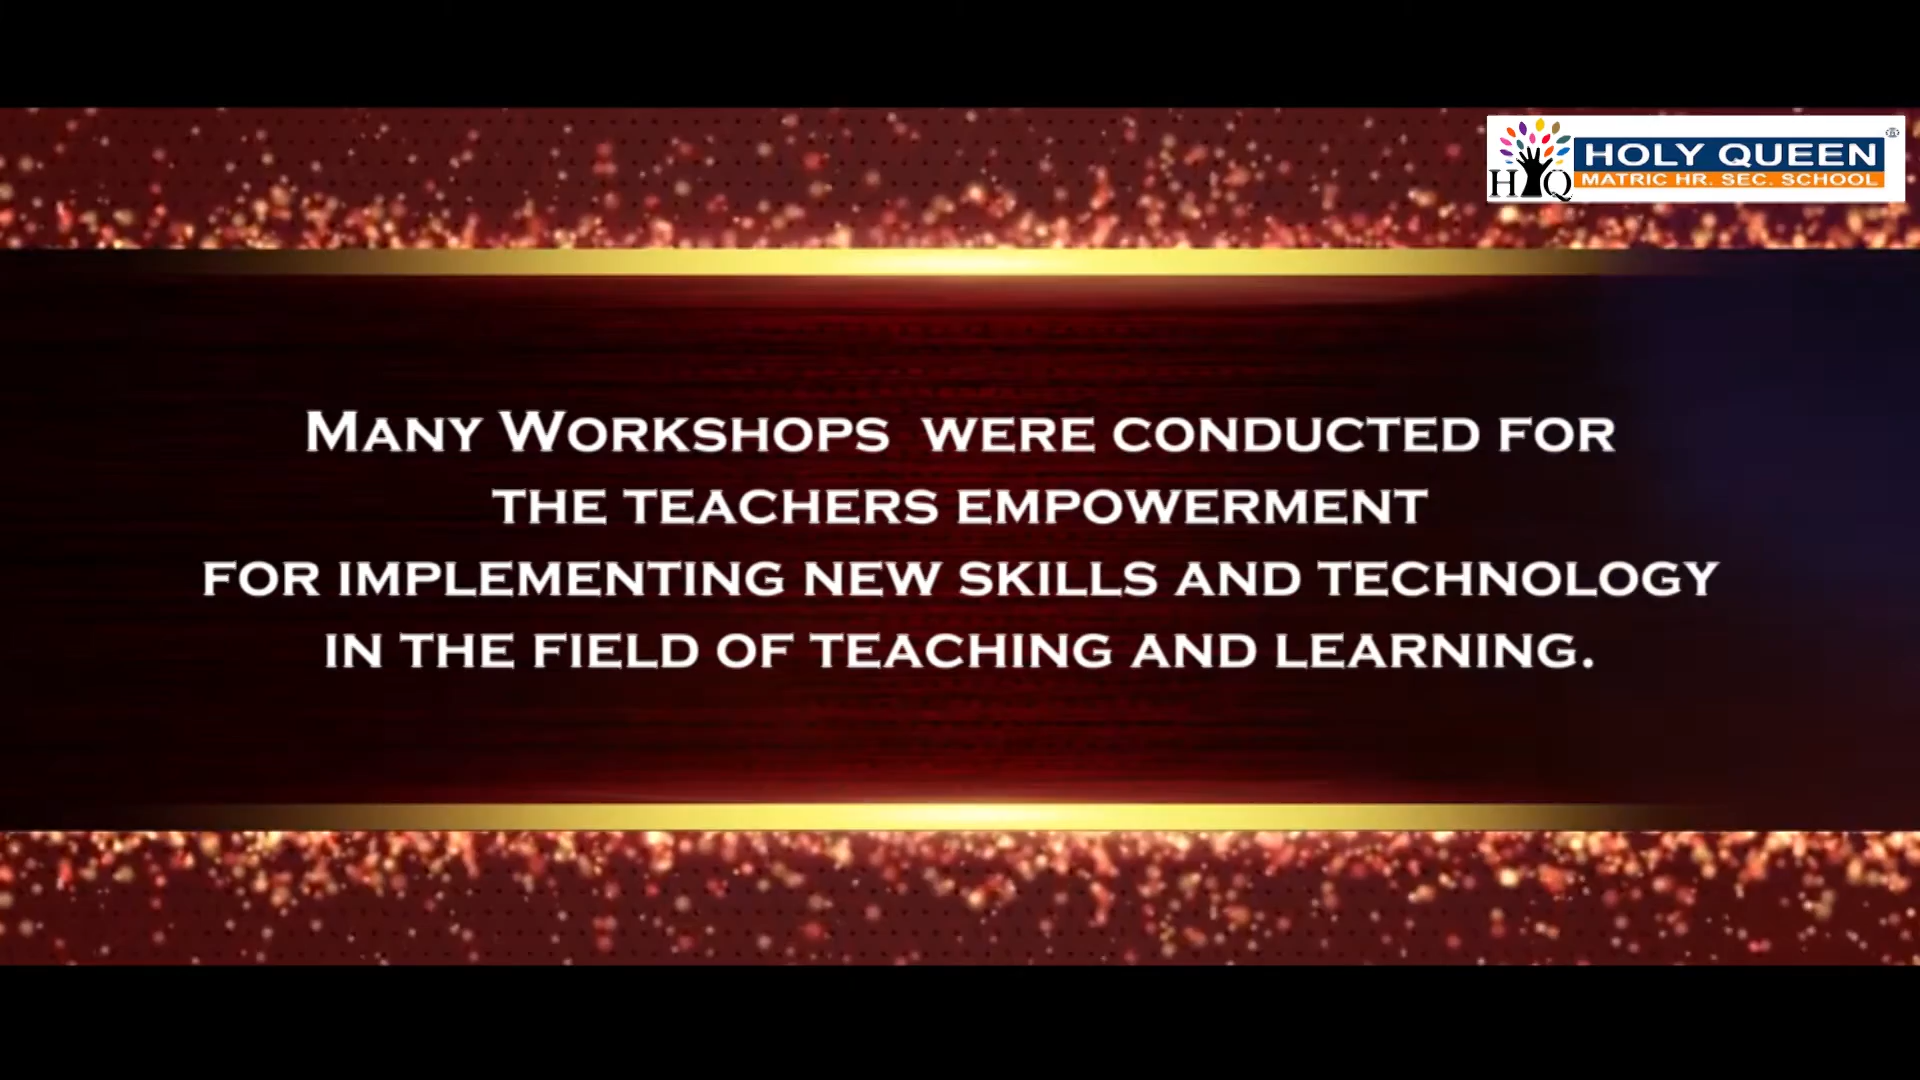 HOLY QUEEN
MATRIC HR. SEC. SCHOOL
HQ
MANY WORKSHOPS WERE CONDUCTED FOR
THE TEACHERS EMPOWERMENT
FOR IMPLEMENTING NEW SKILLS AND TECHNOLOGY
IN THE FIELD OF TEACHING AND LEARNING.